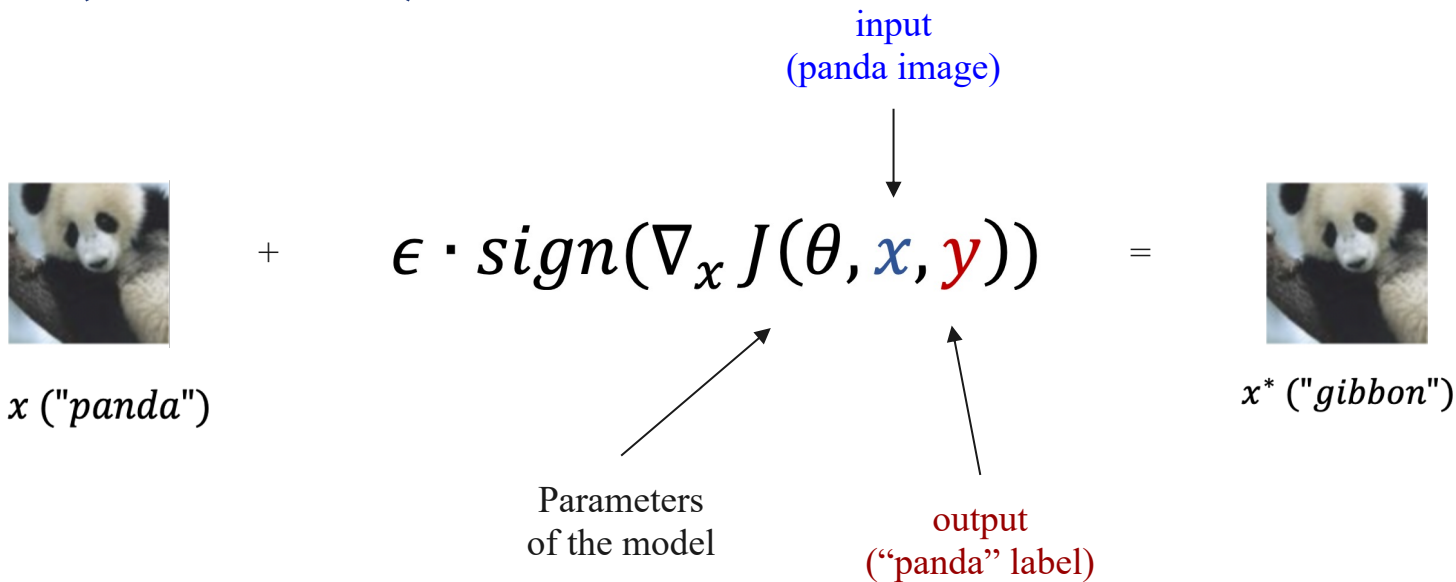 input
(panda image)
+ ϵ · sign(∇ₓ J(θ, x, y)) =
x ("panda")
x* ("gibbon")
Parameters
of the model
output
(“panda” label)